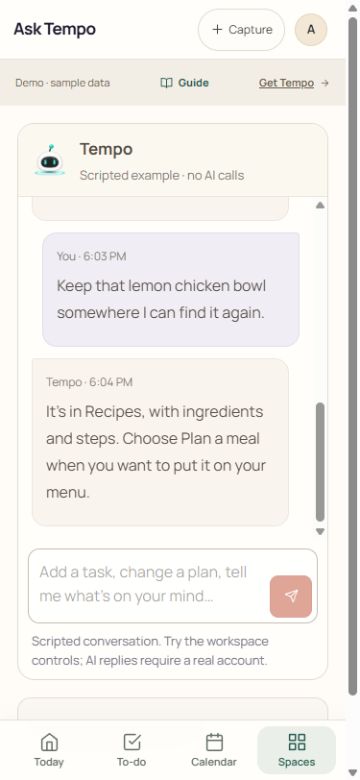 Ask Tempo
+ Capture
A
Demo · sample data
Guide
Get Tempo →
Tempo
Scripted example · no AI calls
You · 6:03 PM
Keep that lemon chicken bowl
somewhere I can find it again.
Tempo · 6:04 PM
It's in Recipes, with ingredients
and steps. Choose Plan a meal
when you want to put it on your
menu.
Add a task, change a plan, tell
me what's on your mind...
Scripted conversation. Try the workspace
controls; AI replies require a real account.
Today
To-do
Calendar
Spaces